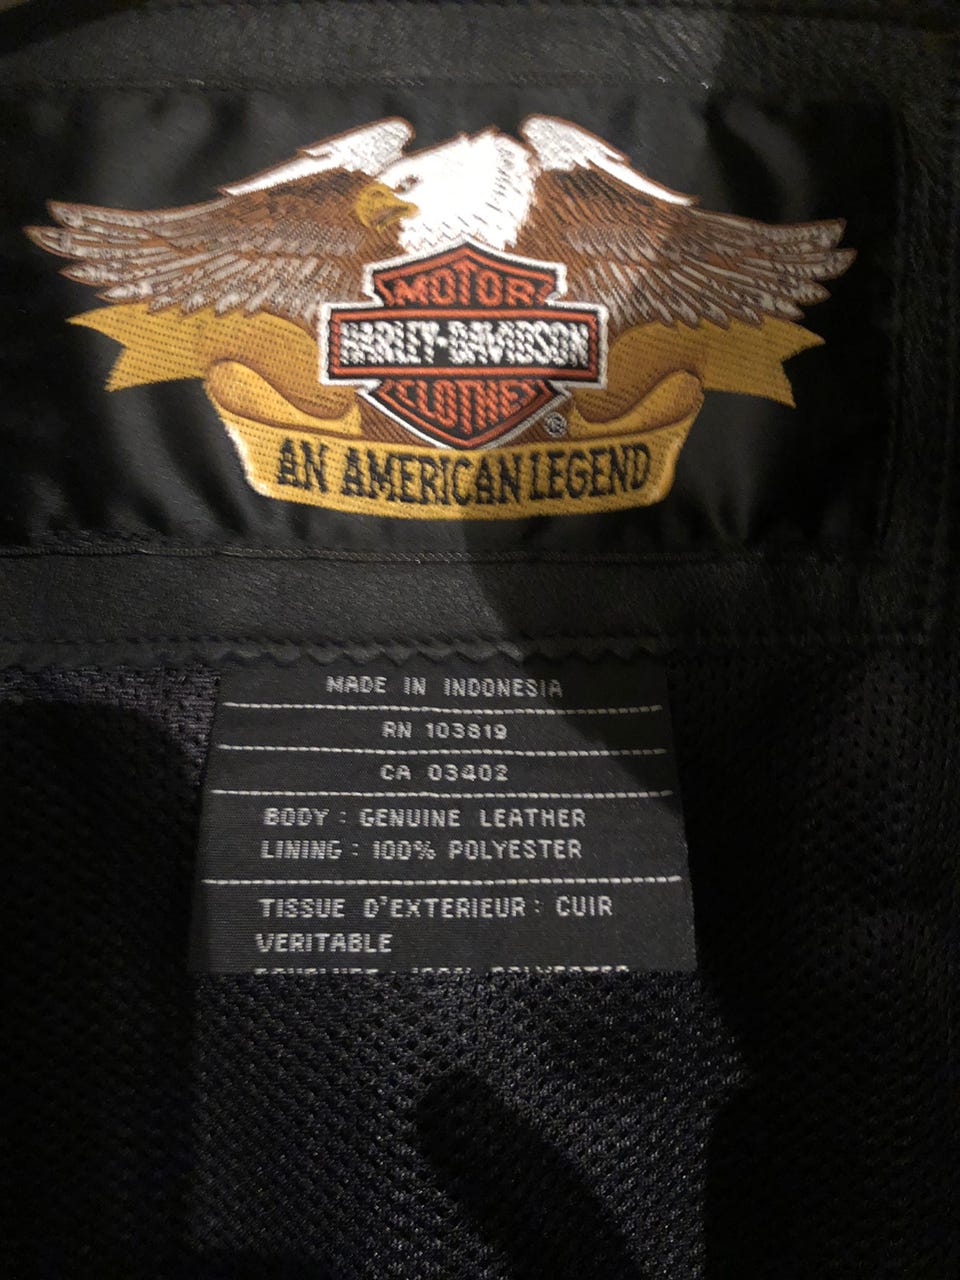 MOTOR
HARLEY-DAVIDSON
CLOTHES
®
AN AMERICAN LEGEND
MADE IN INDONESIA
RN 103819
CA 03402
BODY : GENUINE LEATHER
LINING : 100% POLYESTER
TISSUE D'EXTERIEUR : CUIR
VERITABLE